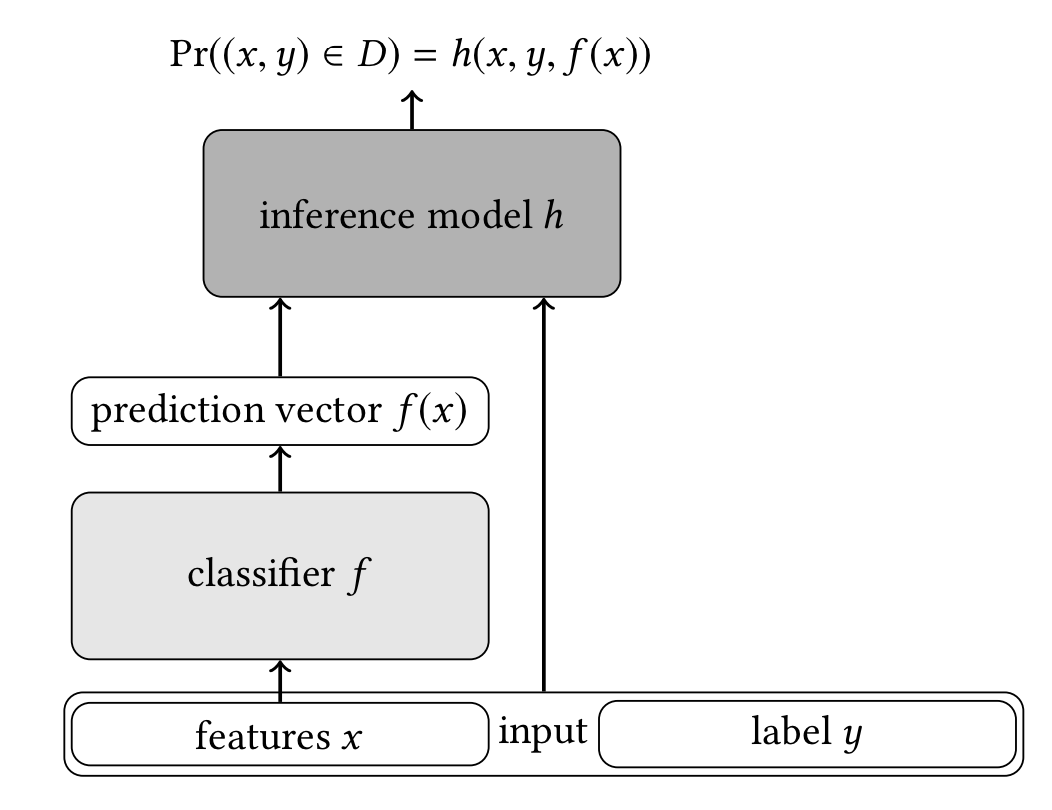 Pr((x, y) ∈ D) = h(x, y, f(x))
inference model h
prediction vector f(x)
classifier f
features x input label y